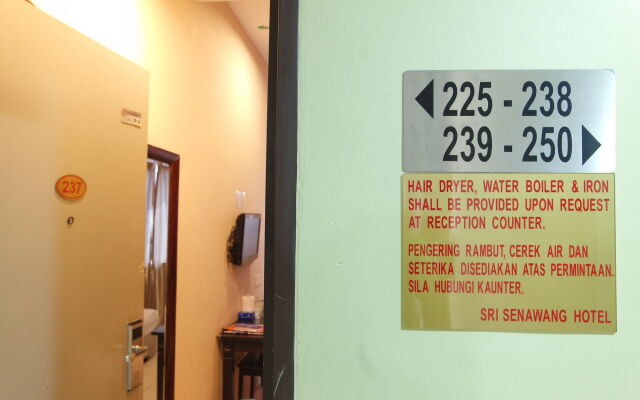 237
225 - 238
239 - 250
HAIR DRYER, WATER BOILER & IRON
SHALL BE PROVIDED UPON REQUEST
AT RECEPTION COUNTER.
PENGERING RAMBUT, CEREK AIR DAN
SETERIKA DISEDIAKAN ATAS PERMINTAAN.
SILA HUBUNGI KAUNTER.
SRI SENAWANG HOTEL